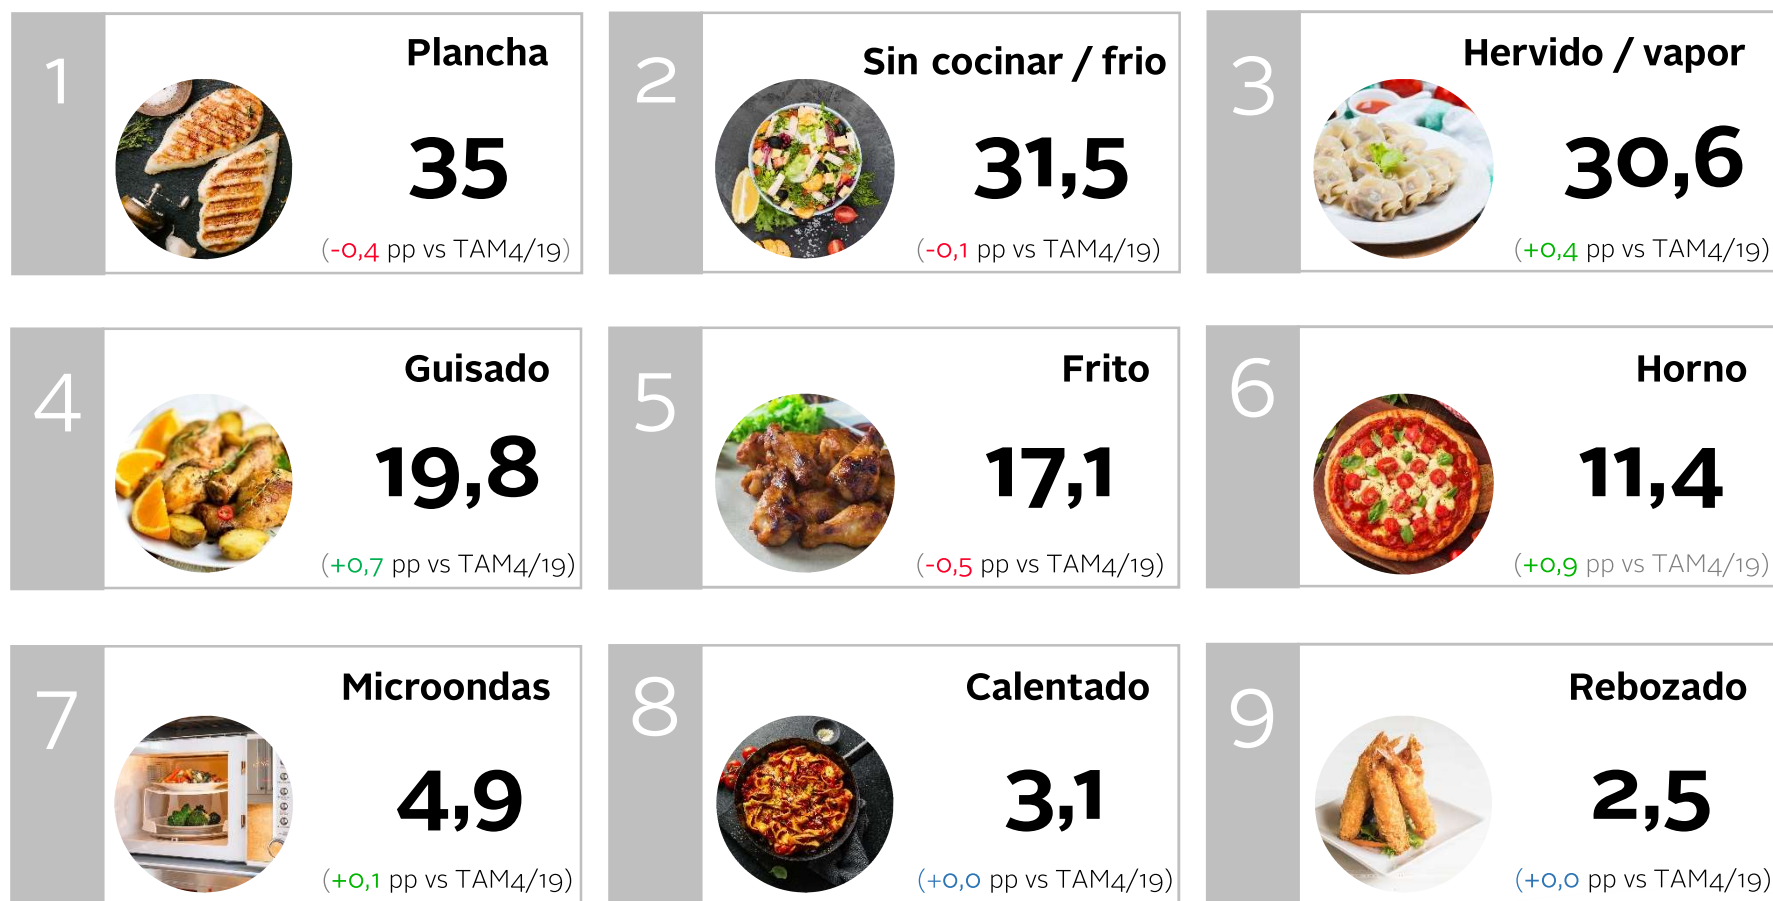 1
Plancha
35
(-0,4 pp vs TAM4/19)
2
Sin cocinar / frio
31,5
(-0,1 pp vs TAM4/19)
3
Hervido / vapor
30,6
(+0,4 pp vs TAM4/19)
4
Guisado
19,8
(+0,7 pp vs TAM4/19)
5
Frito
17,1
(-0,5 pp vs TAM4/19)
6
Horno
11,4
(+0,9 pp vs TAM4/19)
7
Microondas
4,9
(+0,1 pp vs TAM4/19)
8
Calentado
3,1
(+0,0 pp vs TAM4/19)
9
Rebozado
2,5
(+0,0 pp vs TAM4/19)